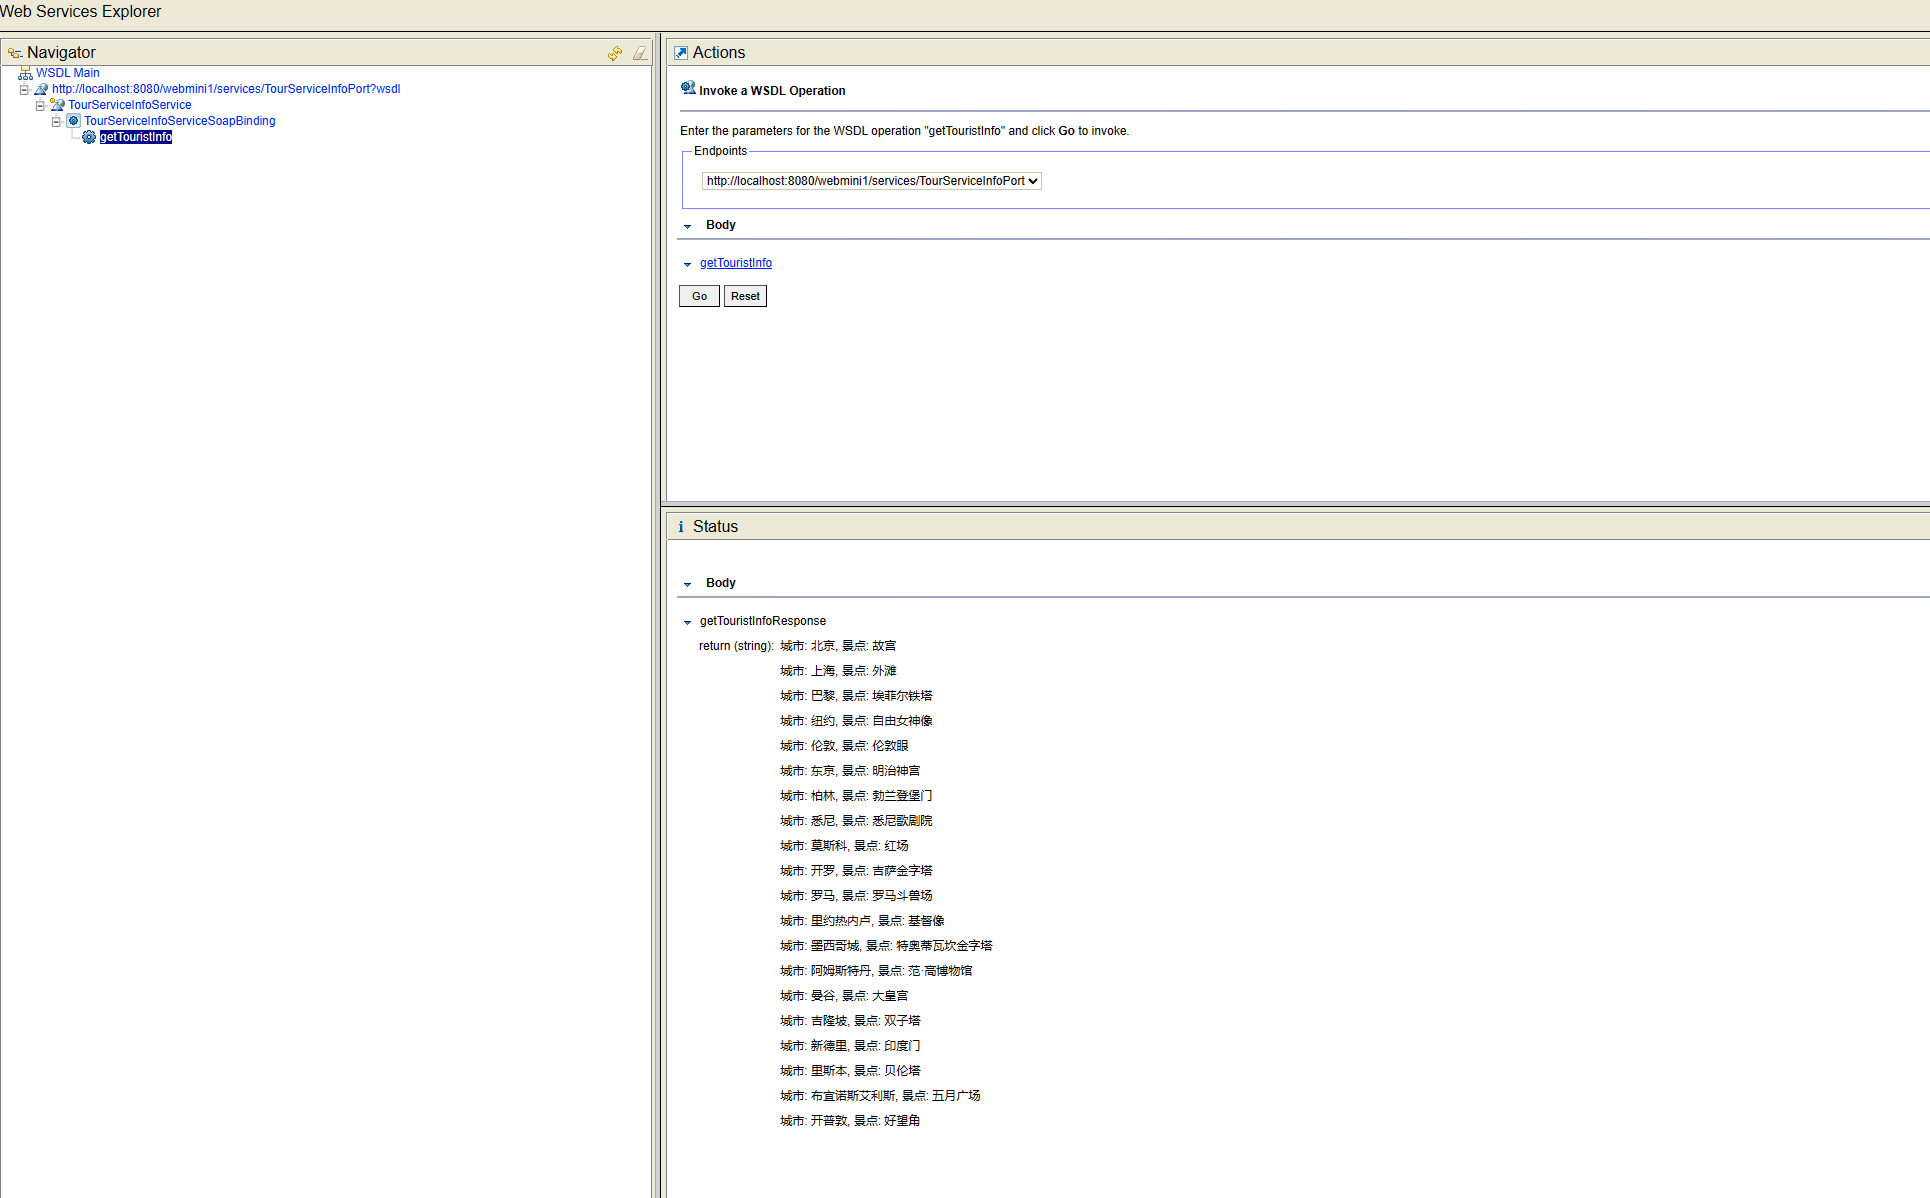 Web Services Explorer
Navigator
WSDL Main
http://localhost:8080/webmini1/services/TourServiceInfoPort?wsdl
TourServiceInfoService
TourServiceInfoServiceSoapBinding
getTouristInfo
Actions
Invoke a WSDL Operation
Enter the parameters for the WSDL operation "getTouristInfo" and click Go to invoke.
Endpoints
http://localhost:8080/webmini1/services/TourServiceInfoPort
Body
getTouristInfo
Go Reset
Status
Body
getTouristInfoResponse
return (string): 城市: 北京, 景点: 故宫
城市: 上海, 景点: 外滩
城市: 巴黎, 景点: 埃菲尔铁塔
城市: 纽约, 景点: 自由女神像
城市: 伦敦, 景点: 伦敦眼
城市: 东京, 景点: 明治神宫
城市: 柏林, 景点: 勃兰登堡门
城市: 悉尼, 景点: 悉尼歌剧院
城市: 莫斯科, 景点: 红场
城市: 开罗, 景点: 吉萨金字塔
城市: 罗马, 景点: 罗马斗兽场
城市: 里约热内卢, 景点: 基督像
城市: 墨西哥城, 景点: 特奥蒂瓦坎金字塔
城市: 阿姆斯特丹, 景点: 范·高博物馆
城市: 曼谷, 景点: 大皇宫
城市: 吉隆坡, 景点: 双子塔
城市: 新德里, 景点: 印度门
城市: 里斯本, 景点: 贝伦塔
城市: 布宜诺斯艾利斯, 景点: 五月广场
城市: 开普敦, 景点: 好望角